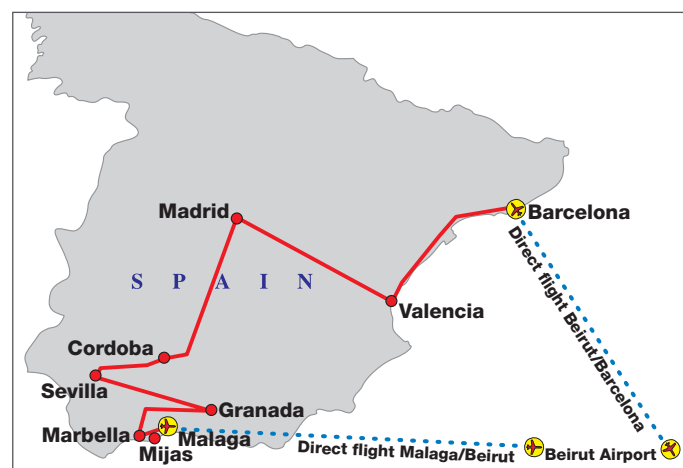 Madrid
Barcelona
Direct flight Beirut/Barcelona
S P A I N
Valencia
Cordoba
Sevilla
Granada
Marbella
Malaga
Mijas
Direct flight Malaga/Beirut
Beirut Airport